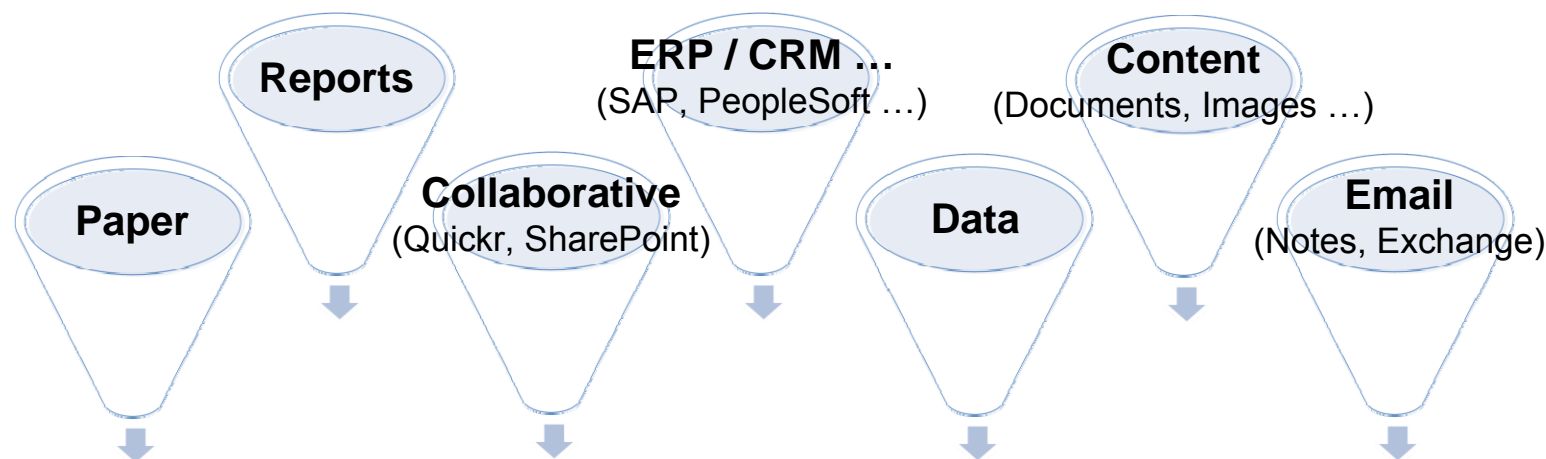 Reports
ERP / CRM …
(SAP, PeopleSoft …)
Content
(Documents, Images …)
Paper
Collaborative
(Quickr, SharePoint)
Data
Email
(Notes, Exchange)